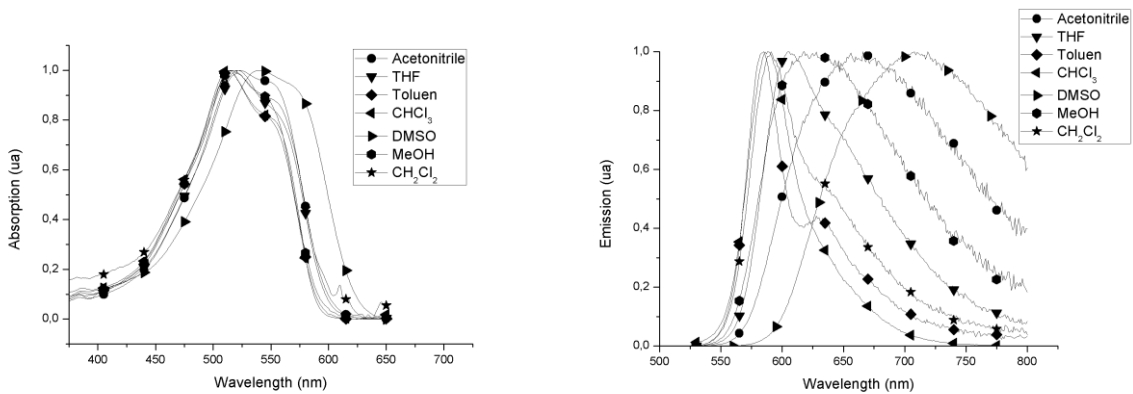 Acetonitrile
THF
Toluen
CHCl₃
DMSO
MeOH
CH₂Cl₂
1,0
0,8
0,6
0,4
0,2
0,0
Absorption (ua)
400 450 500 550 600 650 700
Wavelength (nm)
Acetonitrile
THF
Toluen
CHCl₃
DMSO
MeOH
CH₂Cl₂
1,0
0,8
0,6
0,4
0,2
0,0
Emission (ua)
500 550 600 650 700 750 800
Wavelength (nm)